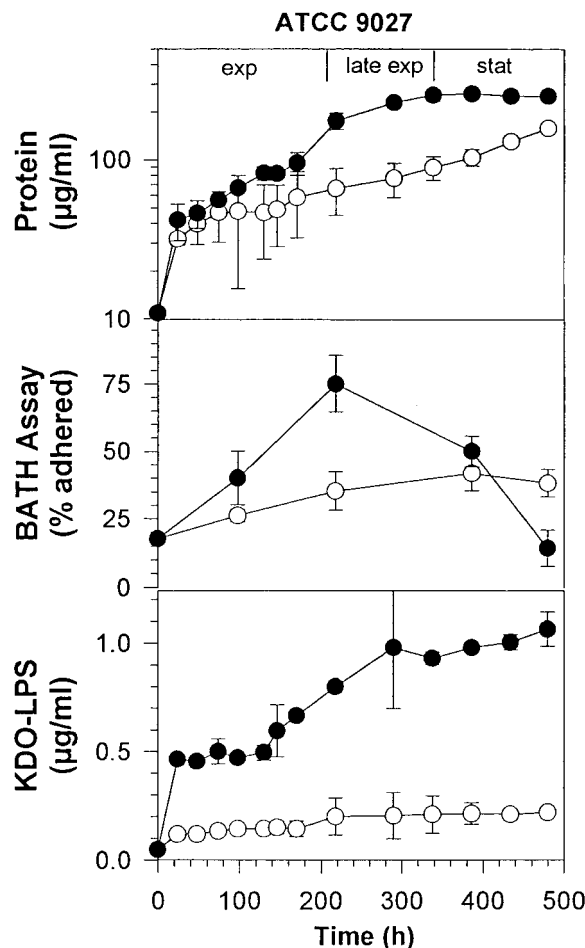 ATCC 9027
exp
late exp
stat
Protein
(µg/ml)
100
10
BATH Assay
(% adhered)
75
50
25
0
KDO-LPS
(µg/ml)
1.0
0.5
0.0
0 100 200 300 400 500
Time (h)